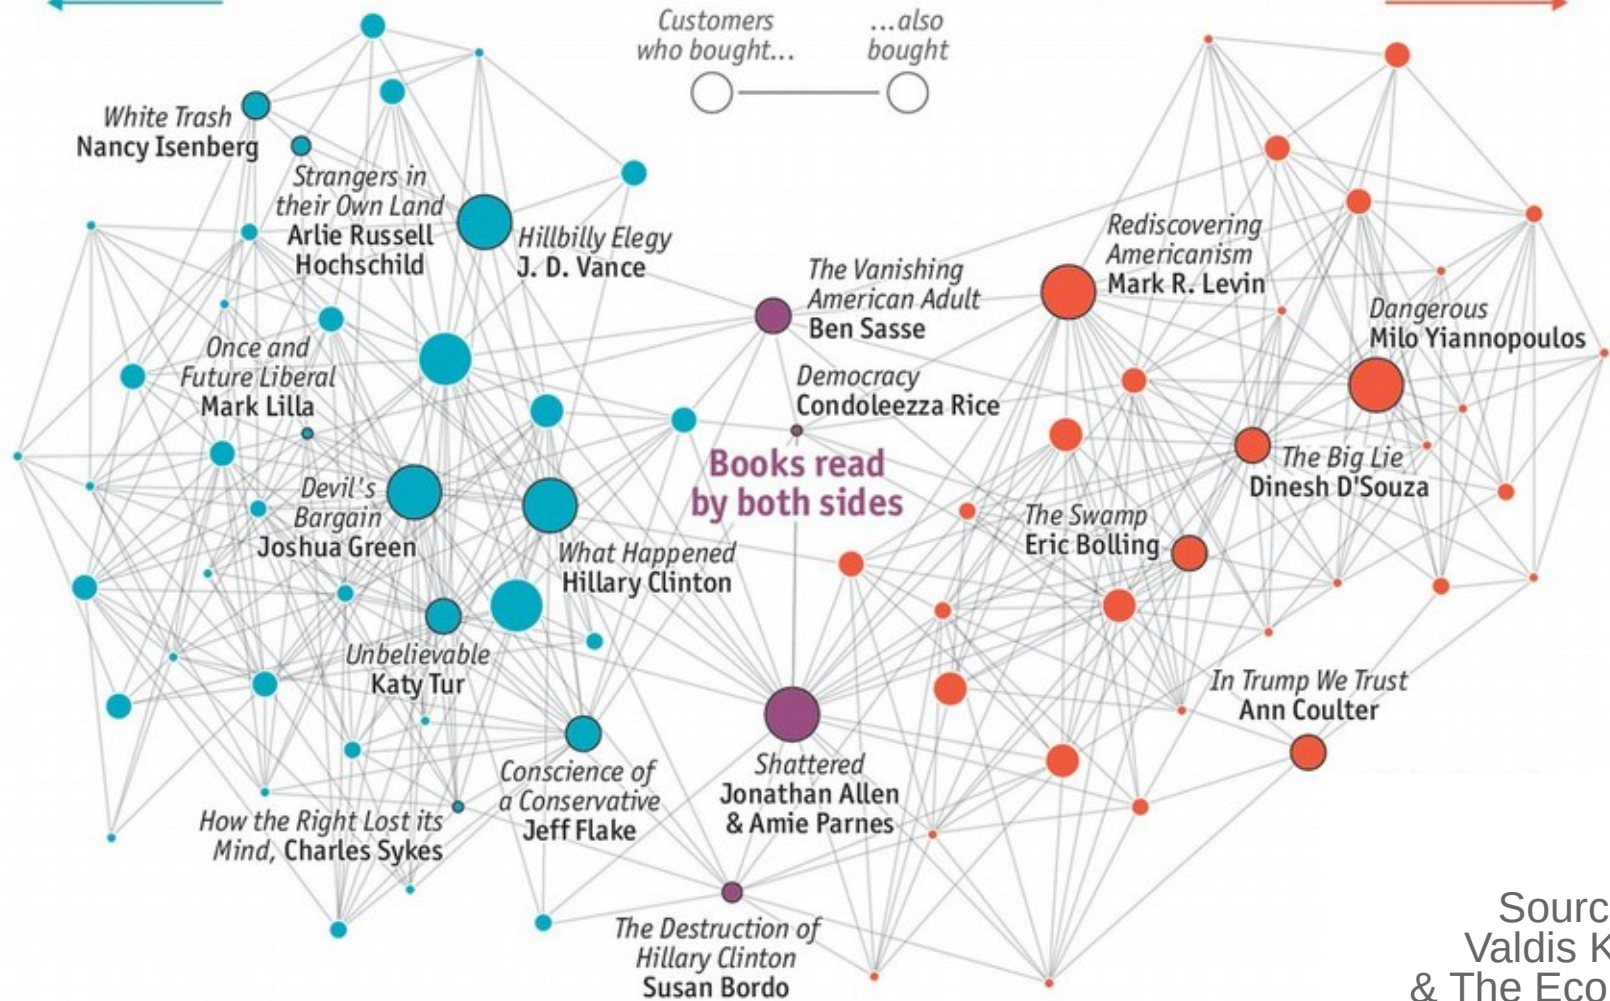 Customers
who bought...
...also
bought
White Trash
Nancy Isenberg
Strangers in
their Own Land
Arlie Russell
Hochschild
Hillbilly Elegy
J. D. Vance
The Vanishing
American Adult
Ben Sasse
Rediscovering
Americanism
Mark R. Levin
Dangerous
Milo Yiannopoulos
Once and
Future Liberal
Mark Lilla
Democracy
Condoleezza Rice
Books read
by both sides
The Big Lie
Dinesh D'Souza
Devil's
Bargain
Joshua Green
What Happened
Hillary Clinton
The Swamp
Eric Bolling
Unbelievable
Katy Tur
In Trump We Trust
Ann Coulter
Conscience of
a Conservative
Jeff Flake
Shattered
Jonathan Allen
& Amie Parnes
How the Right Lost its
Mind, Charles Sykes
The Destruction of
Hillary Clinton
Susan Bordo
Sourc
Valdis K
& The Eco